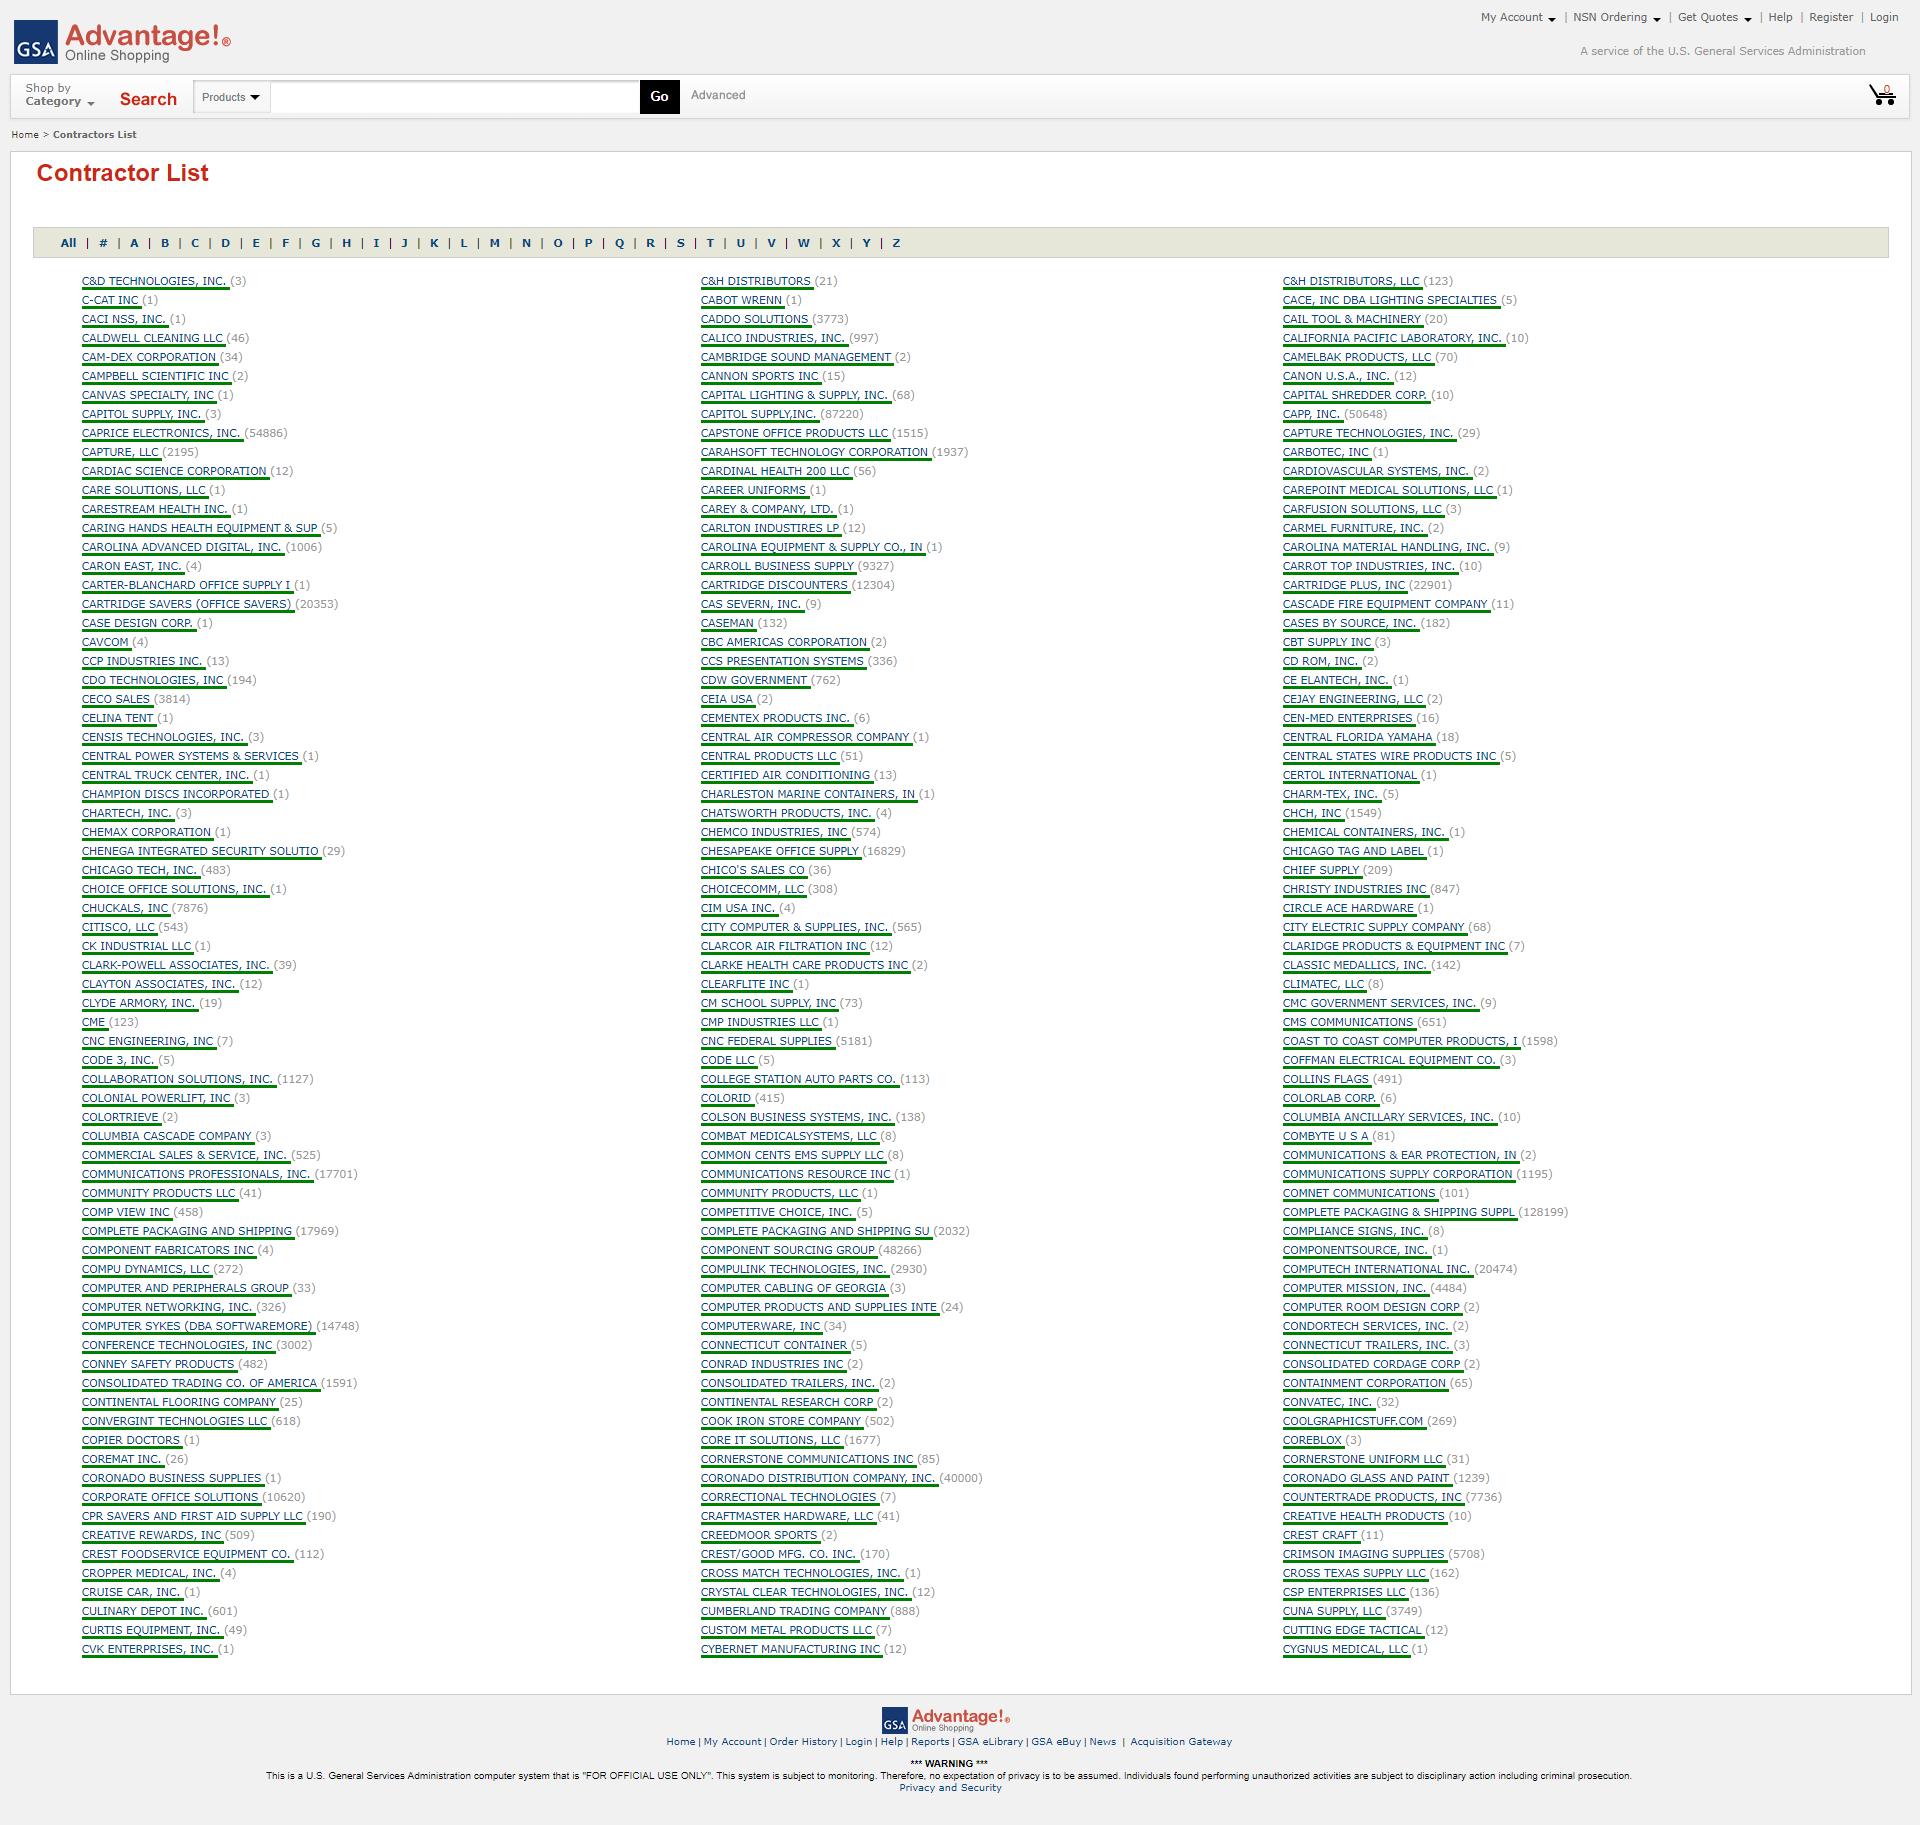 My Account | NSN Ordering | Get Quotes | Help | Register | Login
GSA Advantage!®
Online Shopping
A service of the U.S. General Services Administration
Shop by
Category
Search Products Go Advanced 0
Home > Contractors List
Contractor List
All | # | A | B | C | D | E | F | G | H | I | J | K | L | M | N | O | P | Q | R | S | T | U | V | W | X | Y | Z
C&D TECHNOLOGIES, INC. (3) C&H DISTRIBUTORS (21) C&H DISTRIBUTORS, LLC (123)
C-CAT INC (1) CABOT WRENN (1) CACE, INC DBA LIGHTING SPECIALTIES (5)
CACI NSS, INC. (1) CADDO SOLUTIONS (3773) CAIL TOOL & MACHINERY (20)
CALDWELL CLEANING LLC (46) CALICO INDUSTRIES, INC. (997) CALIFORNIA PACIFIC LABORATORY, INC. (10)
CAM-DEX CORPORATION (34) CAMBRIDGE SOUND MANAGEMENT (2) CAMELBAK PRODUCTS, LLC (70)
CAMPBELL SCIENTIFIC INC (2) CANNON SPORTS INC (15) CANON U.S.A., INC. (12)
CANVAS SPECIALTY, INC (1) CAPITAL LIGHTING & SUPPLY, INC. (68) CAPITAL SHREDDER CORP. (10)
CAPITOL SUPPLY, INC. (3) CAPITOL SUPPLY,INC. (87220) CAPP, INC. (50648)
CAPRICE ELECTRONICS, INC. (54886) CAPSTONE OFFICE PRODUCTS LLC (1515) CAPTURE TECHNOLOGIES, INC. (29)
CAPTURE, LLC (2195) CARAHSOFT TECHNOLOGY CORPORATION (1937) CARBOTEC, INC (1)
CARDIAC SCIENCE CORPORATION (12) CARDINAL HEALTH 200 LLC (56) CARDIOVASCULAR SYSTEMS, INC. (2)
CARE SOLUTIONS, LLC (1) CAREER UNIFORMS (1) CAREPOINT MEDICAL SOLUTIONS, LLC (1)
CARESTREAM HEALTH INC. (1) CAREY & COMPANY, LTD. (1) CARFUSION SOLUTIONS, LLC (3)
CARING HANDS HEALTH EQUIPMENT & SUP (5) CARLTON INDUSTIRES LP (12) CARMEL FURNITURE, INC. (2)
CAROLINA ADVANCED DIGITAL, INC. (1006) CAROLINA EQUIPMENT & SUPPLY CO., IN (1) CAROLINA MATERIAL HANDLING, INC. (9)
CARON EAST, INC. (4) CARROLL BUSINESS SUPPLY (9327) CARROT TOP INDUSTRIES, INC. (10)
CARTER-BLANCHARD OFFICE SUPPLY I (1) CARTRIDGE DISCOUNTERS (12304) CARTRIDGE PLUS, INC (22901)
CARTRIDGE SAVERS (OFFICE SAVERS) (20353) CAS SEVERN, INC. (9) CASCADE FIRE EQUIPMENT COMPANY (11)
CASE DESIGN CORP. (1) CASEMAN (132) CASES BY SOURCE, INC. (182)
CAVCOM (4) CBC AMERICAS CORPORATION (2) CBT SUPPLY INC (3)
CCP INDUSTRIES INC. (13) CCS PRESENTATION SYSTEMS (336) CD ROM, INC. (2)
CDO TECHNOLOGIES, INC (194) CDW GOVERNMENT (762) CE ELANTECH, INC. (1)
CECO SALES (3814) CEIA USA (2) CEJAY ENGINEERING, LLC (2)
CELINA TENT (1) CEMENTEX PRODUCTS INC. (6) CEN-MED ENTERPRISES (16)
CENSIS TECHNOLOGIES, INC. (3) CENTRAL AIR COMPRESSOR COMPANY (1) CENTRAL FLORIDA YAMAHA (18)
CENTRAL POWER SYSTEMS & SERVICES (1) CENTRAL PRODUCTS LLC (51) CENTRAL STATES WIRE PRODUCTS INC (5)
CENTRAL TRUCK CENTER, INC. (1) CERTIFIED AIR CONDITIONING (13) CERTOL INTERNATIONAL (1)
CHAMPION DISCS INCORPORATED (1) CHARLESTON MARINE CONTAINERS, IN (1) CHARM-TEX, INC. (5)
CHARTECH, INC. (3) CHATSWORTH PRODUCTS, INC. (4) CHCH, INC (1549)
CHEMAX CORPORATION (1) CHEMCO INDUSTRIES, INC (574) CHEMICAL CONTAINERS, INC. (1)
CHENEGA INTEGRATED SECURITY SOLUTIO (29) CHESAPEAKE OFFICE SUPPLY (16829) CHICAGO TAG AND LABEL (1)
CHICAGO TECH, INC. (483) CHICO'S SALES CO (36) CHIEF SUPPLY (209)
CHOICE OFFICE SOLUTIONS, INC. (1) CHOICECOMM, LLC (308) CHRISTY INDUSTRIES INC (847)
CHUCKALS, INC (7876) CIM USA INC. (4) CIRCLE ACE HARDWARE (1)
CITISCO, LLC (543) CITY COMPUTER & SUPPLIES, INC. (565) CITY ELECTRIC SUPPLY COMPANY (68)
CK INDUSTRIAL LLC (1) CLARCOR AIR FILTRATION INC (12) CLARIDGE PRODUCTS & EQUIPMENT INC (7)
CLARK-POWELL ASSOCIATES, INC. (39) CLARKE HEALTH CARE PRODUCTS INC (2) CLASSIC MEDALLICS, INC. (142)
CLAYTON ASSOCIATES, INC. (12) CLEARFLITE INC (1) CLIMATEC, LLC (8)
CLYDE ARMORY, INC. (19) CM SCHOOL SUPPLY, INC (73) CMC GOVERNMENT SERVICES, INC. (9)
CME (123) CMP INDUSTRIES LLC (1) CMS COMMUNICATIONS (651)
CNC ENGINEERING, INC (7) CNC FEDERAL SUPPLIES (5181) COAST TO COAST COMPUTER PRODUCTS, I (1598)
CODE 3, INC. (5) CODE LLC (5) COFFMAN ELECTRICAL EQUIPMENT CO. (3)
COLLABORATION SOLUTIONS, INC. (1127) COLLEGE STATION AUTO PARTS CO. (113) COLLINS FLAGS (491)
COLONIAL POWERLIFT, INC (3) COLORID (415) COLORLAB CORP. (6)
COLORTRIEVE (2) COLSON BUSINESS SYSTEMS, INC. (138) COLUMBIA ANCILLARY SERVICES, INC. (10)
COLUMBIA CASCADE COMPANY (3) COMBAT MEDICALSYSTEMS, LLC (8) COMBYTE U S A (81)
COMMERCIAL SALES & SERVICE, INC. (525) COMMON CENTS EMS SUPPLY LLC (8) COMMUNICATIONS & EAR PROTECTION, IN (2)
COMMUNICATIONS PROFESSIONALS, INC. (17701) COMMUNICATIONS RESOURCE INC (1) COMMUNICATIONS SUPPLY CORPORATION (1195)
COMMUNITY PRODUCTS LLC (41) COMMUNITY PRODUCTS, LLC (1) COMNET COMMUNICATIONS (101)
COMP VIEW INC (458) COMPETITIVE CHOICE, INC. (5) COMPLETE PACKAGING & SHIPPING SUPPL (128199)
COMPLETE PACKAGING AND SHIPPING (17969) COMPLETE PACKAGING AND SHIPPING SU (2032) COMPLIANCE SIGNS, INC. (8)
COMPONENT FABRICATORS INC (4) COMPONENT SOURCING GROUP (48266) COMPONENTSOURCE, INC. (1)
COMPU DYNAMICS, LLC (272) COMPULINK TECHNOLOGIES, INC. (2930) COMPUTECH INTERNATIONAL INC. (20474)
COMPUTER AND PERIPHERALS GROUP (33) COMPUTER CABLING OF GEORGIA (3) COMPUTER MISSION, INC. (4484)
COMPUTER NETWORKING, INC. (326) COMPUTER PRODUCTS AND SUPPLIES INTE (24) COMPUTER ROOM DESIGN CORP (2)
COMPUTER SYKES (DBA SOFTWAREMORE) (14748) COMPUTERWARE, INC (34) CONDORTECH SERVICES, INC. (2)
CONFERENCE TECHNOLOGIES, INC (3002) CONNECTICUT CONTAINER (5) CONNECTICUT TRAILERS, INC. (3)
CONNEY SAFETY PRODUCTS (482) CONRAD INDUSTRIES INC (2) CONSOLIDATED CORDAGE CORP (2)
CONSOLIDATED TRADING CO. OF AMERICA (1591) CONSOLIDATED TRAILERS, INC. (2) CONTAINMENT CORPORATION (65)
CONTINENTAL FLOORING COMPANY (25) CONTINENTAL RESEARCH CORP (2) CONVATEC, INC. (32)
CONVERGINT TECHNOLOGIES LLC (618) COOK IRON STORE COMPANY (502) COOLGRAPHICSTUFF.COM (269)
COPIER DOCTORS (1) CORE IT SOLUTIONS, LLC (1677) COREBLOX (3)
COREMAT INC. (26) CORNERSTONE COMMUNICATIONS INC (85) CORNERSTONE UNIFORM LLC (31)
CORONADO BUSINESS SUPPLIES (1) CORONADO DISTRIBUTION COMPANY, INC. (40000) CORONADO GLASS AND PAINT (1239)
CORPORATE OFFICE SOLUTIONS (10620) CORRECTIONAL TECHNOLOGIES (7) COUNTERTRADE PRODUCTS, INC (7736)
CPR SAVERS AND FIRST AID SUPPLY LLC (190) CRAFTMASTER HARDWARE, LLC (41) CREATIVE HEALTH PRODUCTS (10)
CREATIVE REWARDS, INC (509) CREEDMOOR SPORTS (2) CREST CRAFT (11)
CREST FOODSERVICE EQUIPMENT CO. (112) CREST/GOOD MFG. CO. INC. (170) CRIMSON IMAGING SUPPLIES (5708)
CROPPER MEDICAL, INC. (4) CROSS MATCH TECHNOLOGIES, INC. (1) CROSS TEXAS SUPPLY LLC (162)
CRUISE CAR, INC. (1) CRYSTAL CLEAR TECHNOLOGIES, INC. (12) CSP ENTERPRISES LLC (136)
CULINARY DEPOT INC. (601) CUMBERLAND TRADING COMPANY (888) CUNA SUPPLY, LLC (3749)
CURTIS EQUIPMENT, INC. (49) CUSTOM METAL PRODUCTS LLC (7) CUTTING EDGE TACTICAL (12)
CVK ENTERPRISES, INC. (1) CYBERNET MANUFACTURING INC (12) CYGNUS MEDICAL, LLC (1)
GSA Advantage!®
Online Shopping
Home | My Account | Order History | Login | Help | Reports | GSA eLibrary | GSA eBuy | News | Acquisition Gateway
*** WARNING ***
This is a U.S. General Services Administration computer system that is "FOR OFFICIAL USE ONLY". This system is subject to monitoring. Therefore, no expectation of privacy is to be assumed. Individuals found performing unauthorized activities are subject to disciplinary action including criminal prosecution.
Privacy and Security